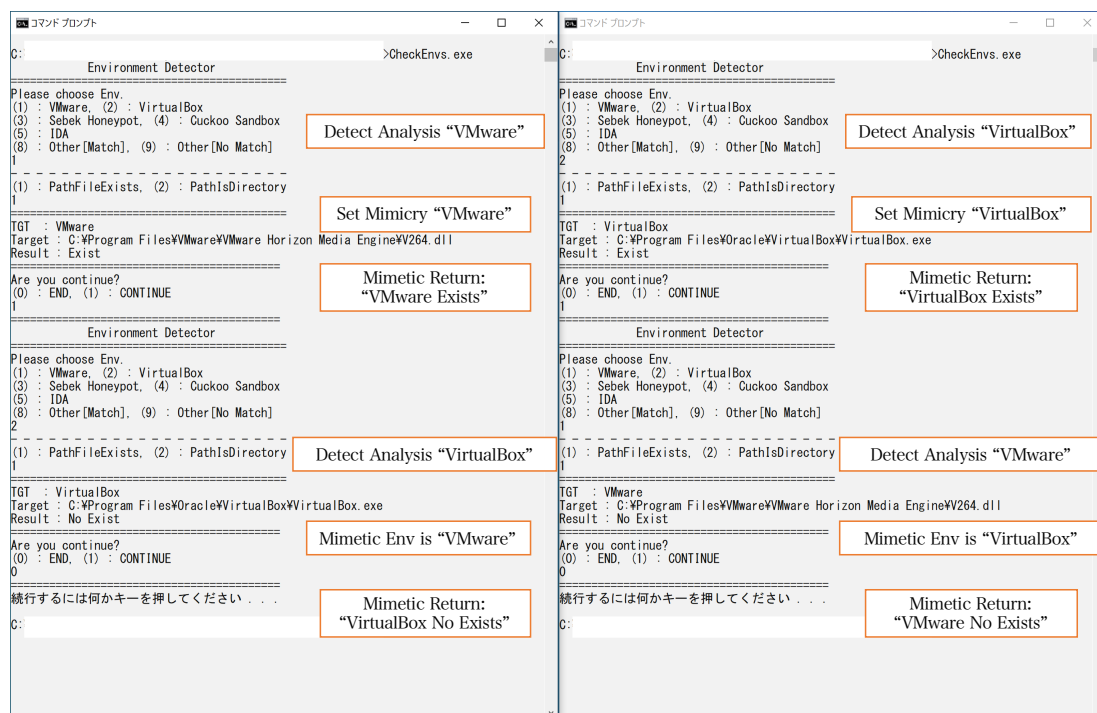 コマンド プロンプト
C:
>CheckEnvs.exe
Environment Detector
==========================================
Please choose Env.
(1) : VMware, (2) : VirtualBox
(3) : Sebek Honeypot, (4) : Cuckoo Sandbox
(5) : IDA
(8) : Other[Match], (9) : Other[No Match]
1
Detect Analysis “VMware”
- - - - - - - - - - - - - - - - - - - - -
(1) : PathFileExists, (2) : PathIsDirectory
1
Set Mimicry “VMware”
==========================================
TGT : VMware
Target : C:¥Program Files¥VMware¥VMware Horizon Media Engine¥V264.dll
Result : Exist
=========================================
Are you continue?
(0) : END, (1) : CONTINUE
1
Mimetic Return:
“VMware Exists”
=========================================
Environment Detector
==========================================
Please choose Env.
(1) : VMware, (2) : VirtualBox
(3) : Sebek Honeypot, (4) : Cuckoo Sandbox
(5) : IDA
(8) : Other[Match], (9) : Other[No Match]
2
- - - - - - - - - - - - - - - - - - - - -
(1) : PathFileExists, (2) : PathIsDirectory
1
Detect Analysis “VirtualBox”
==========================================
TGT : VirtualBox
Target : C:¥Program Files¥Oracle¥VirtualBox¥VirtualBox.exe
Result : No Exist
=========================================
Are you continue?
(0) : END, (1) : CONTINUE
0
Mimetic Env is “VMware”
=========================================
続行するには何かキーを押してください . . .
Mimetic Return:
“VirtualBox No Exists”
C:
コマンド プロンプト
C:
>CheckEnvs.exe
Environment Detector
==========================================
Please choose Env.
(1) : VMware, (2) : VirtualBox
(3) : Sebek Honeypot, (4) : Cuckoo Sandbox
(5) : IDA
(8) : Other[Match], (9) : Other[No Match]
2
Detect Analysis “VirtualBox”
- - - - - - - - - - - - - - - - - - - - -
(1) : PathFileExists, (2) : PathIsDirectory
1
Set Mimicry “VirtualBox”
==========================================
TGT : VirtualBox
Target : C:¥Program Files¥Oracle¥VirtualBox¥VirtualBox.exe
Result : Exist
=========================================
Are you continue?
(0) : END, (1) : CONTINUE
1
Mimetic Return:
“VirtualBox Exists”
=========================================
Environment Detector
==========================================
Please choose Env.
(1) : VMware, (2) : VirtualBox
(3) : Sebek Honeypot, (4) : Cuckoo Sandbox
(5) : IDA
(8) : Other[Match], (9) : Other[No Match]
1
- - - - - - - - - - - - - - - - - - - - -
(1) : PathFileExists, (2) : PathIsDirectory
1
Detect Analysis “VMware”
==========================================
TGT : VMware
Target : C:¥Program Files¥VMware¥VMware Horizon Media Engine¥V264.dll
Result : No Exist
=========================================
Are you continue?
(0) : END, (1) : CONTINUE
0
Mimetic Env is “VirtualBox”
=========================================
続行するには何かキーを押してください . . .
Mimetic Return:
“VMware No Exists”
C: